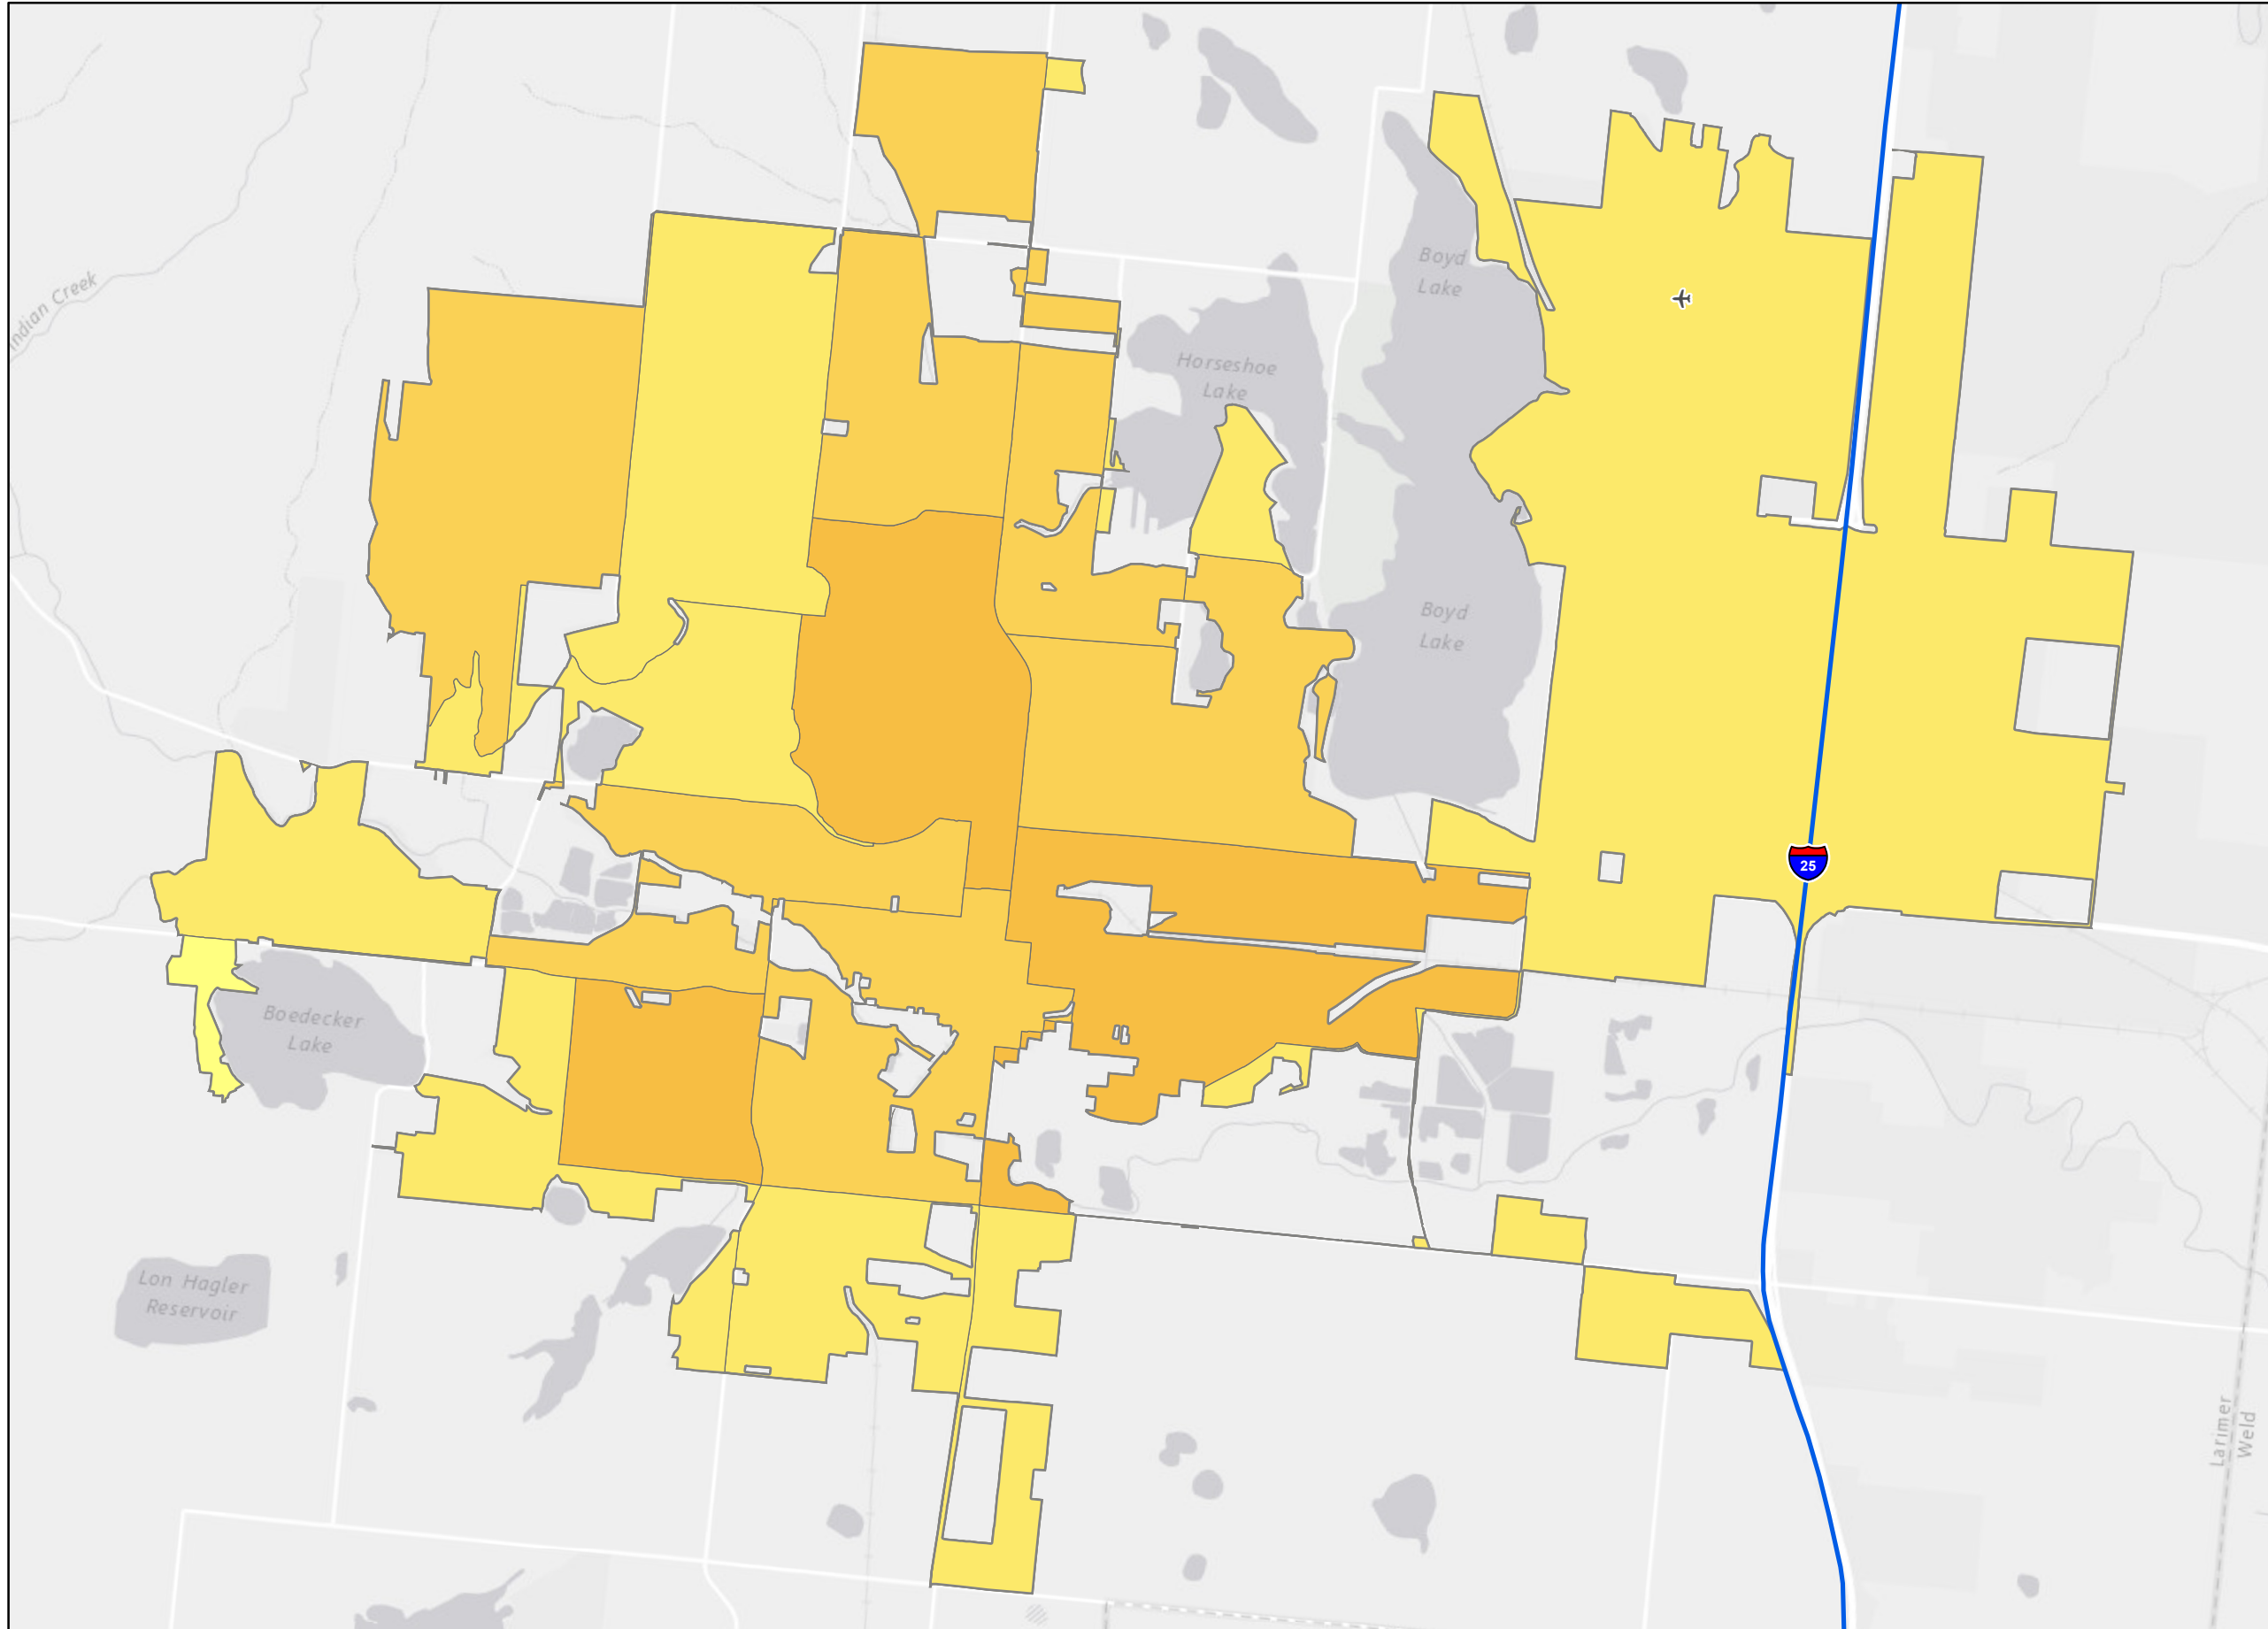 Boyd
Lake
Indian Creek
Horseshoe
Lake
Boyd
Lake
25
Boedecker
Lake
Lon Hagler
Reservoir
Larimer
Weld